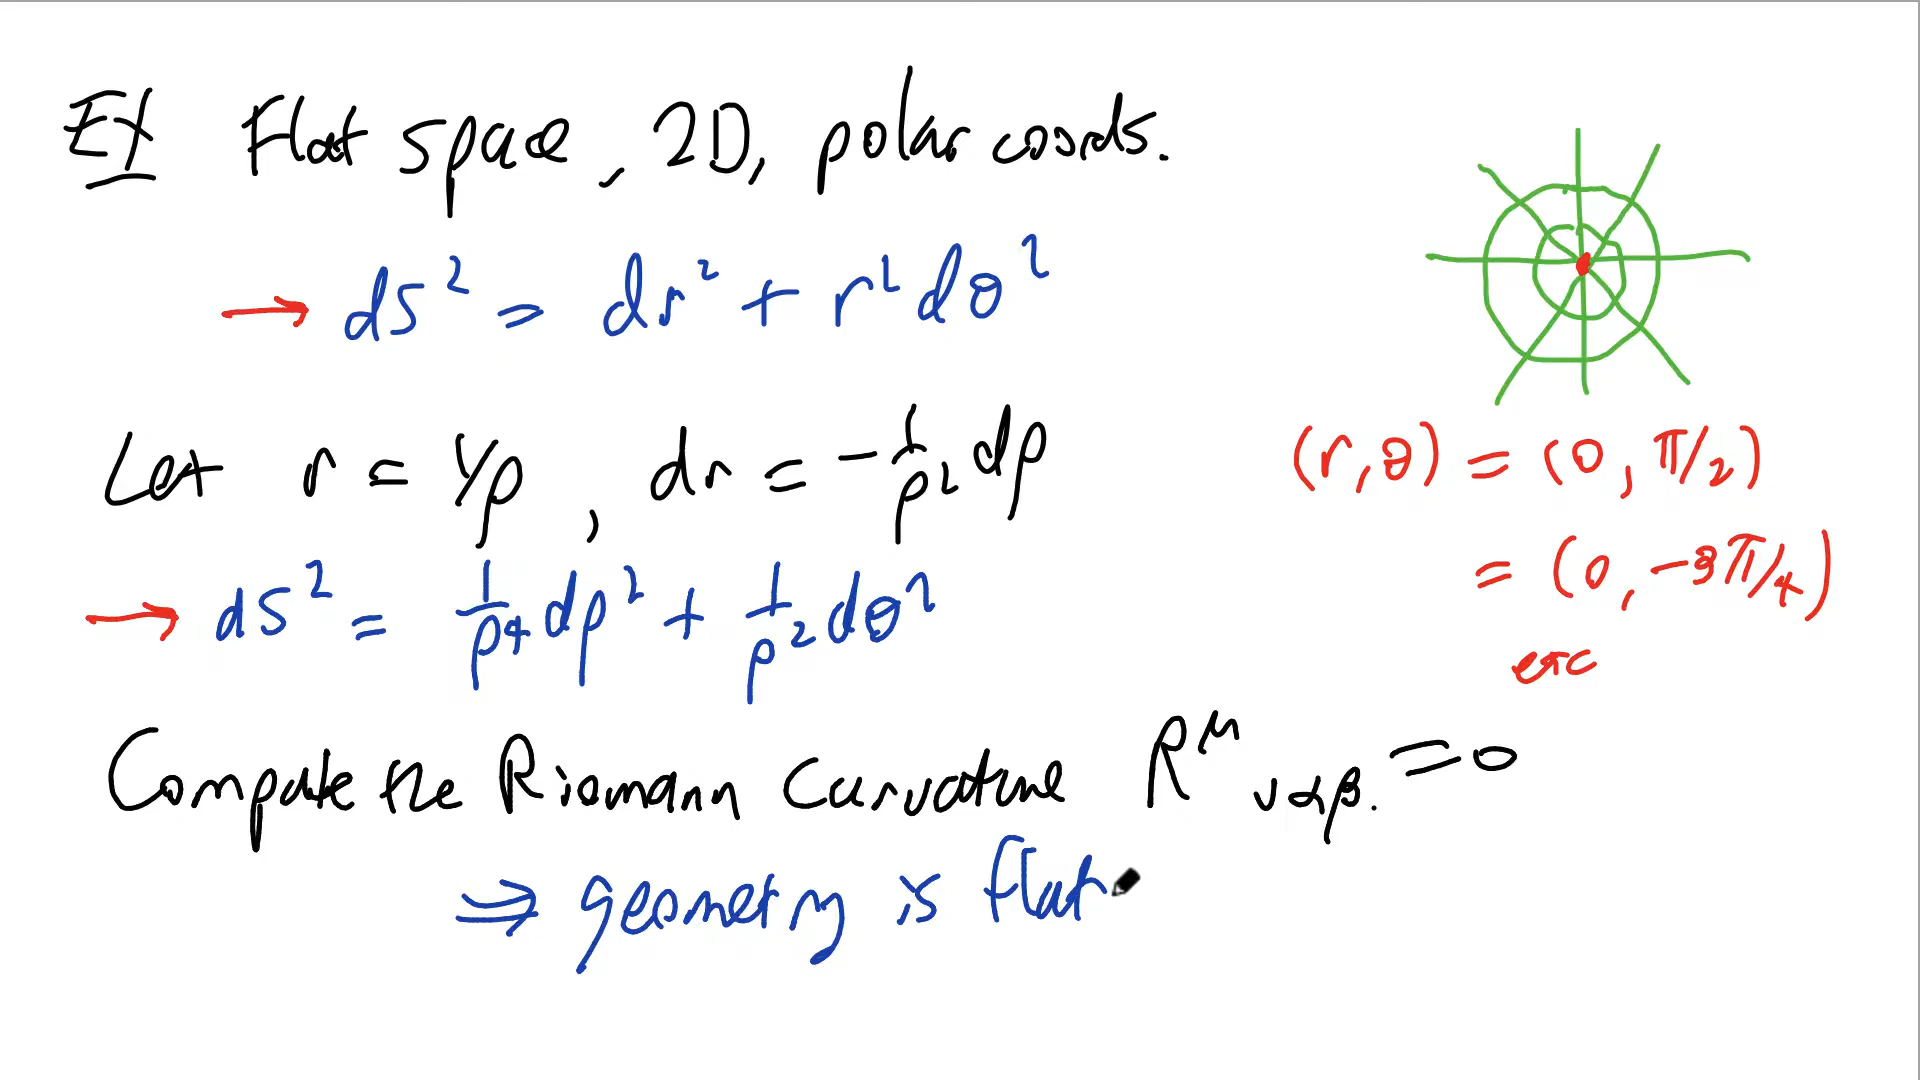 Ex Flat space, 2D, polar coords.
→ ds² = dr² + r²dθ²
Let r = 1/ρ, dr = -1/ρ² dρ
→ ds² = 1/ρ⁴ dρ² + 1/ρ² dθ²
(r,θ) = (0, π/2)
= (0, -3π/4)
etc
Compute the Riemann Curvature R^μ_ναβ. = 0
⇒ geometry is flat